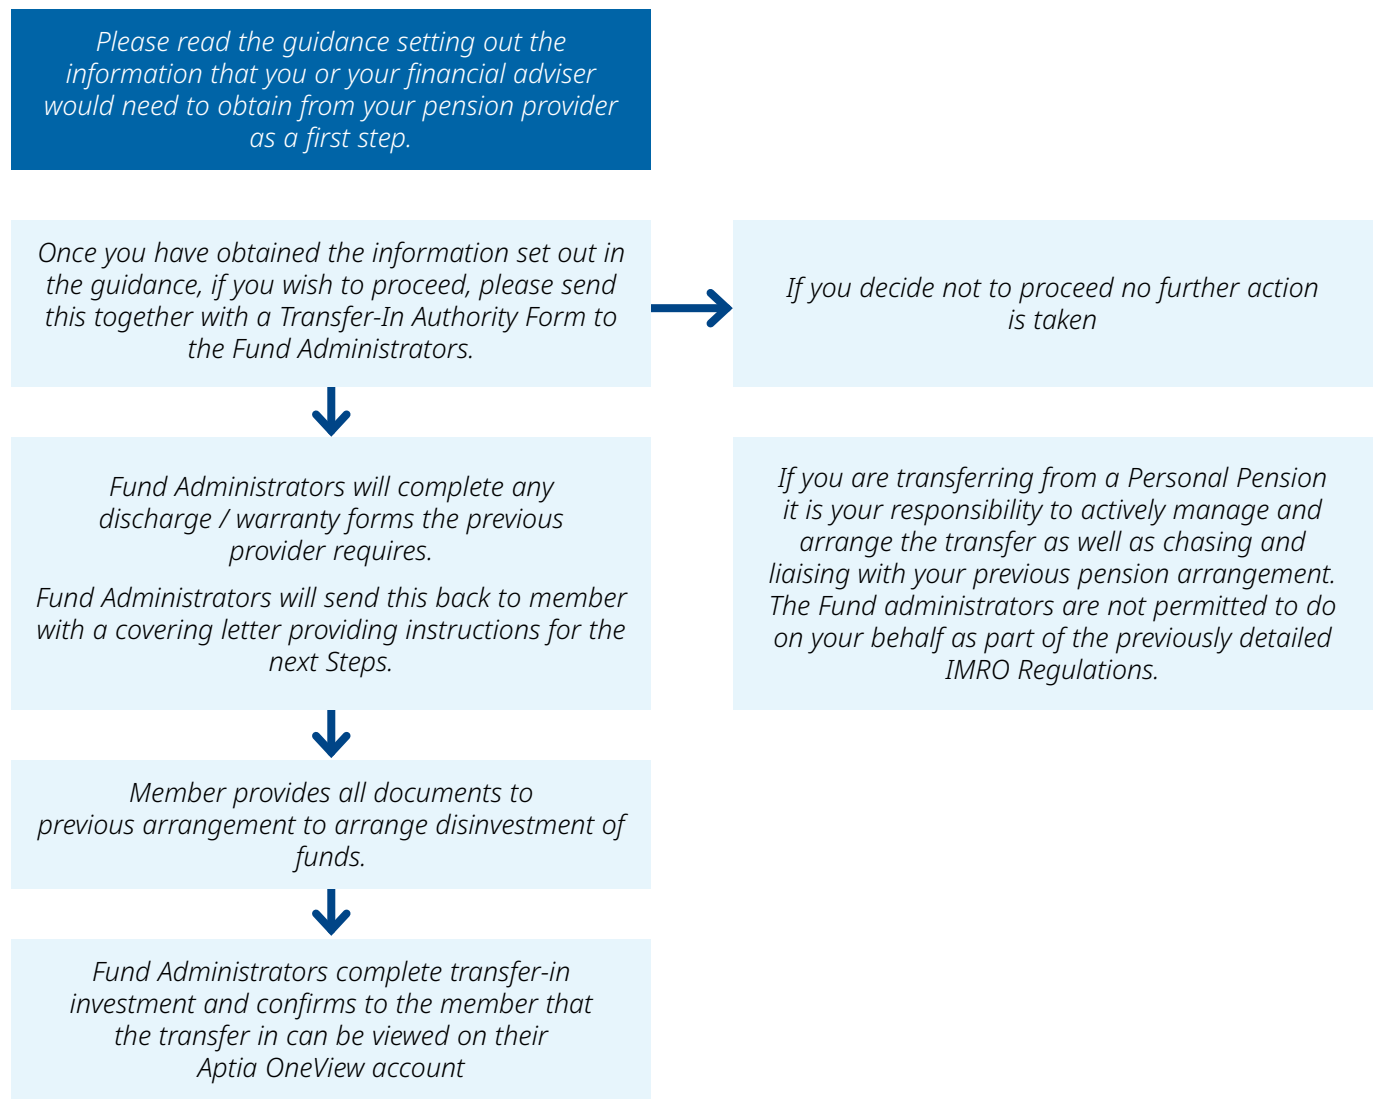 Please read the guidance setting out the
information that you or your financial adviser
would need to obtain from your pension provider
as a first step.
Once you have obtained the information set out in
the guidance, if you wish to proceed, please send
this together with a Transfer-In Authority Form to
the Fund Administrators.
If you decide not to proceed no further action
is taken
Fund Administrators will complete any
discharge / warranty forms the previous
provider requires.
Fund Administrators will send this back to member
with a covering letter providing instructions for the
next Steps.
If you are transferring from a Personal Pension
it is your responsibility to actively manage and
arrange the transfer as well as chasing and
liaising with your previous pension arrangement.
The Fund administrators are not permitted to do
on your behalf as part of the previously detailed
IMRO Regulations.
Member provides all documents to
previous arrangement to arrange disinvestment of
funds.
Fund Administrators complete transfer-in
investment and confirms to the member that
the transfer in can be viewed on their
Aptia OneView account